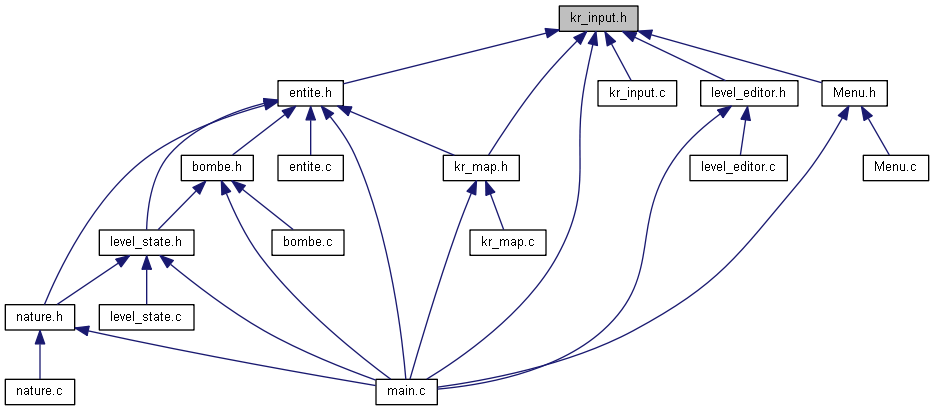 kr_input.h
entite.h
kr_input.c
level_editor.h
Menu.h
bombe.h
entite.c
kr_map.h
level_editor.c
Menu.c
level_state.h
bombe.c
kr_map.c
nature.h
level_state.c
nature.c
main.c